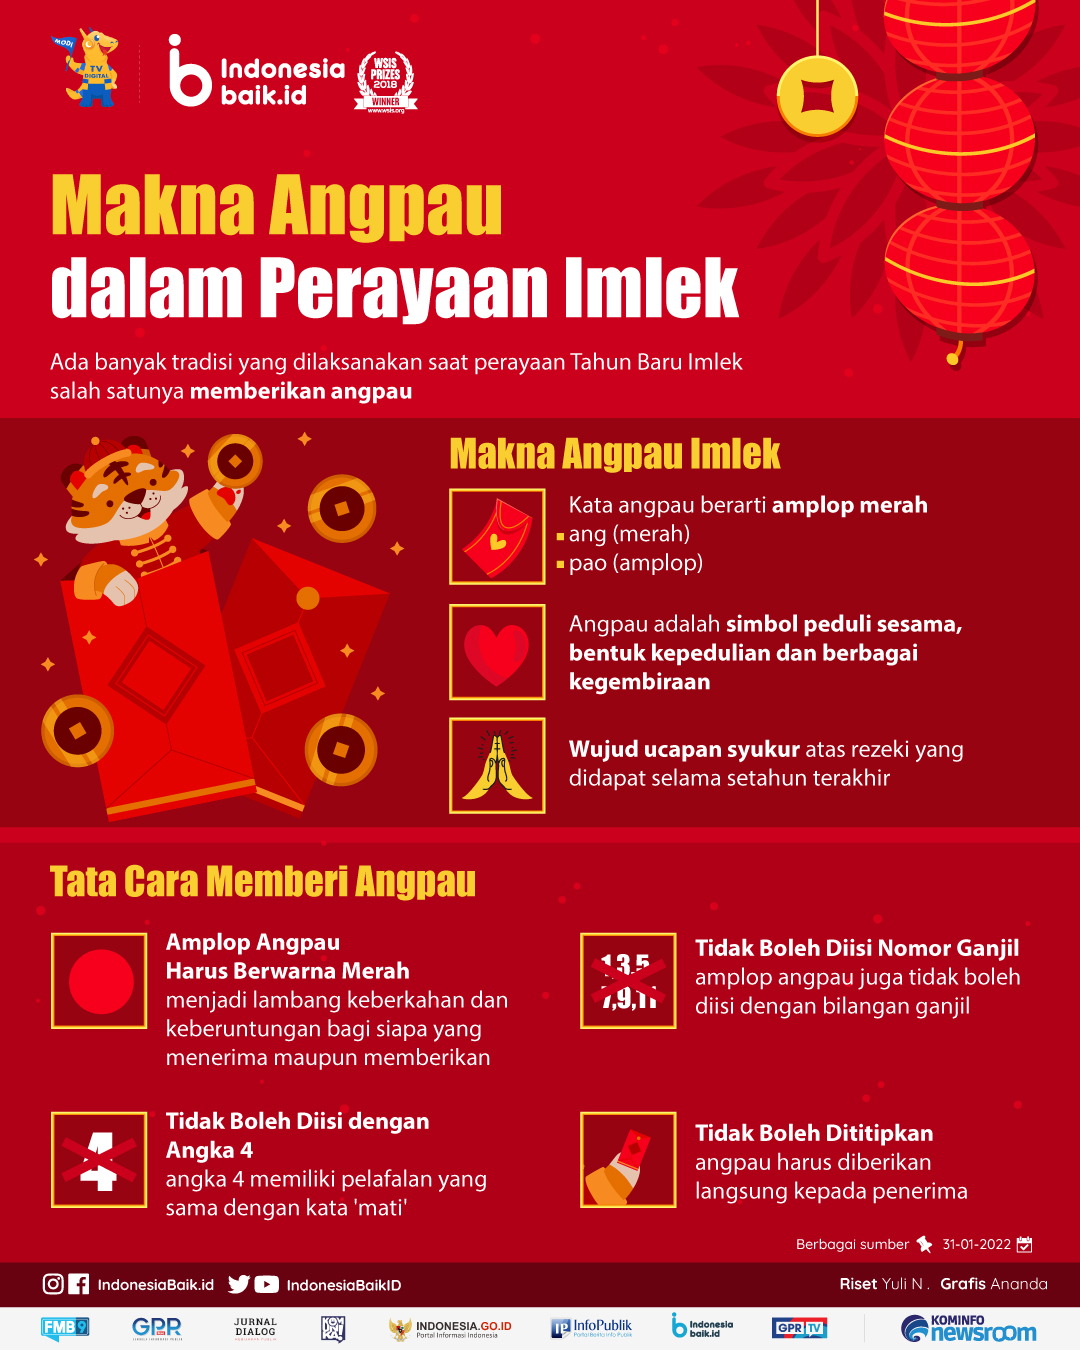 MODI
TV
DIGITAL
Indonesia
baik.id
WSIS
PRIZES
2018
WINNER
www.wsis.org
Makna Angpau
dalam Perayaan Imlek
Ada banyak tradisi yang dilaksanakan saat perayaan Tahun Baru Imlek
salah satunya memberikan angpau
Makna Angpau Imlek
Kata angpau berarti amplop merah
ang (merah)
pao (amplop)
Angpau adalah simbol peduli sesama,
bentuk kepedulian dan berbagai
kegembiraan
Wujud ucapan syukur atas rezeki yang
didapat selama setahun terakhir
Tata Cara Memberi Angpau
Amplop Angpau
Harus Berwarna Merah
menjadi lambang keberkahan dan
keberuntungan bagi siapa yang
menerima maupun memberikan
1,3,5
7,9,11
Tidak Boleh Diisi Nomor Ganjil
amplop angpau juga tidak boleh
diisi dengan bilangan ganjil
4
Tidak Boleh Diisi dengan
Angka 4
angka 4 memiliki pelafalan yang
sama dengan kata 'mati'
Tidak Boleh Dititipkan
angpau harus diberikan
langsung kepada penerima
Berbagai sumber 31-01-2022
IndonesiaBaik.id IndonesiaBaikID
Riset Yuli N . Grafis Ananda
FMB9
GPR
JURNAL
DIALOG
INDONESIA.GO.ID
Portal Informasi Indonesia
IP InfoPublik
Portal Berita Info Publik
Indonesia
baik.id
GPR TV
KOMINFO
newsroom